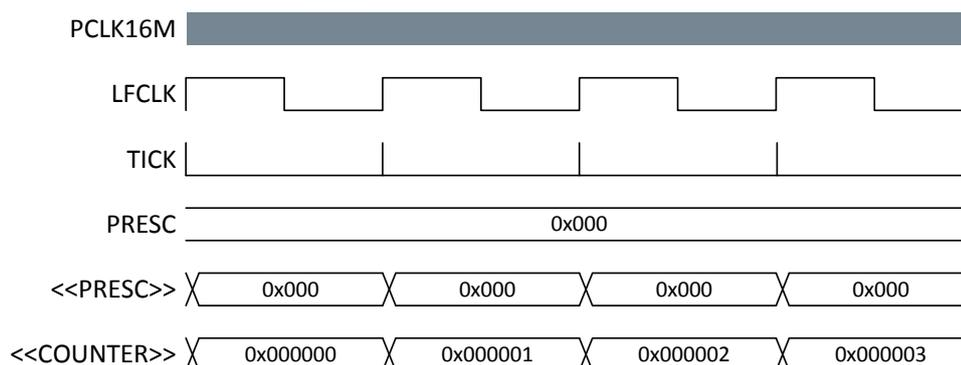 PCLK16M
LFCLK
TICK
PRESC 0x000
<<PRESC>> 0x000 0x000 0x000 0x000
<<COUNTER>> 0x000000 0x000001 0x000002 0x000003